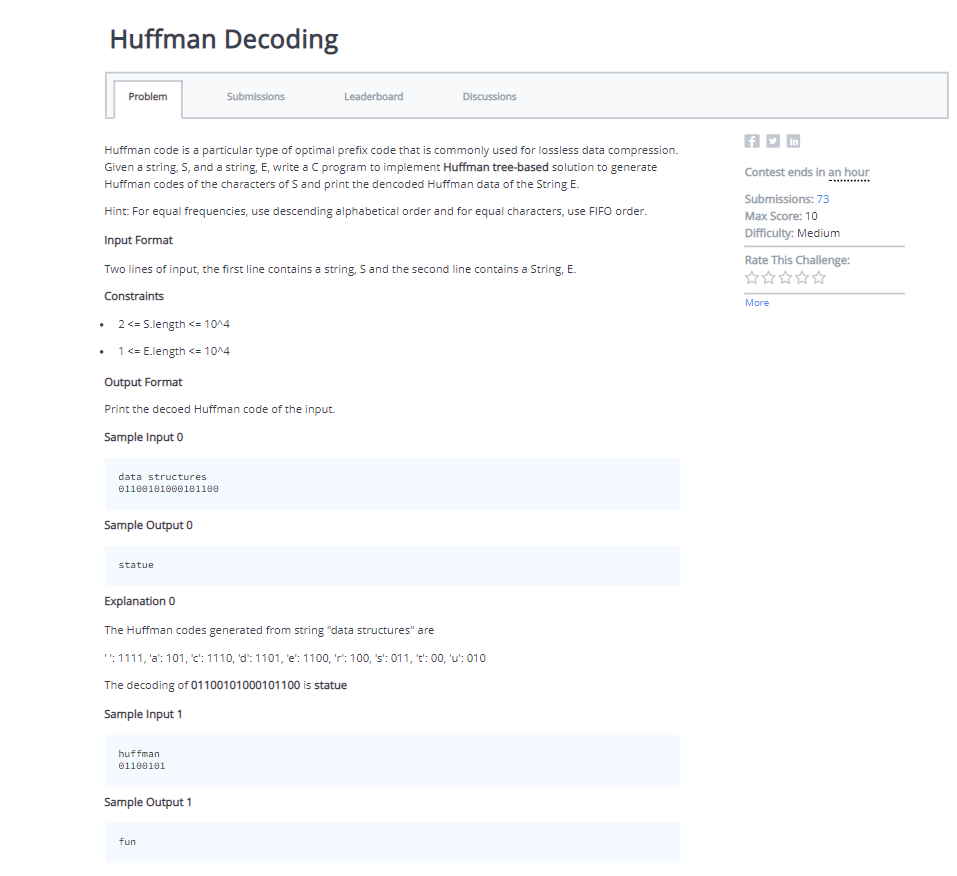 Huffman Decoding
Problem
Submissions
Leaderboard
Discussions
Huffman code is a particular type of optimal prefix code that is commonly used for lossless data compression.
Given a string, S, and a string, E, write a C program to implement Huffman tree-based solution to generate
Huffman codes of the characters of S and print the dencoded Huffman data of the String E.
Hint: For equal frequencies, use descending alphabetical order and for equal characters, use FIFO order.
Input Format
Two lines of input, the first line contains a string, S and the second line contains a String, E.
Constraints
• 2 <= S.length <= 10^4
• 1 <= E.length <= 10^4
Output Format
Print the decoed Huffman code of the input.
Sample Input 0
data structures
01100101000101100
Sample Output 0
statue
Explanation 0
The Huffman codes generated from string "data structures" are
' ': 1111, 'a': 101, 'c': 1110, 'd': 1101, 'e': 1100, 'r': 100, 's': 011, 't': 00, 'u': 010
The decoding of 01100101000101100 is statue
Sample Input 1
huffman
01100101
Sample Output 1
fun
f
in
Contest ends in an hour
Submissions: 73
Max Score: 10
Difficulty: Medium
Rate This Challenge:
More